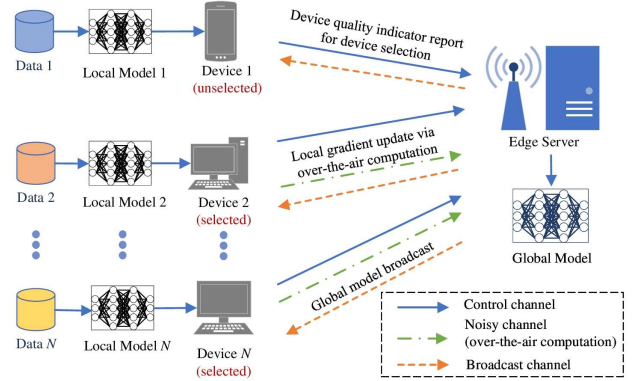 Device quality indicator report
for device selection
Data 1
Local Model 1
Device 1
(unselected)
Edge Server
Local gradient update via
over-the-air computation
Data 2
Local Model 2
Device 2
(selected)
Global Model
Global model broadcast
Data N
Local Model N
Device N
(selected)
Control channel
Noisy channel
(over-the-air computation)
Broadcast channel